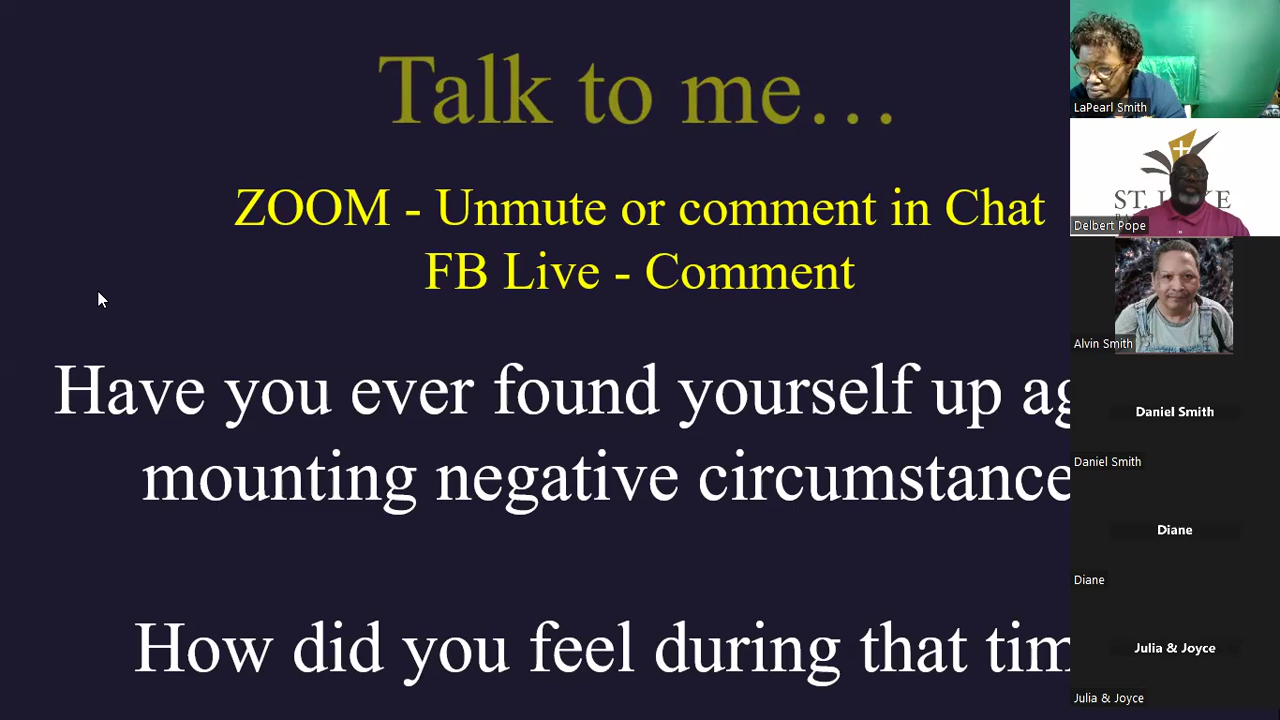 Talk to me…
ZOOM - Unmute or comment in Chat
FB Live - Comment
Have you ever found yourself up ag
mounting negative circumstance
How did you feel during that tim
LaPearl Smith
ST.
Delbert Pope
Alvin Smith
Daniel Smith
Daniel Smith
Diane
Diane
Julia & Joyce
Julia & Joyce